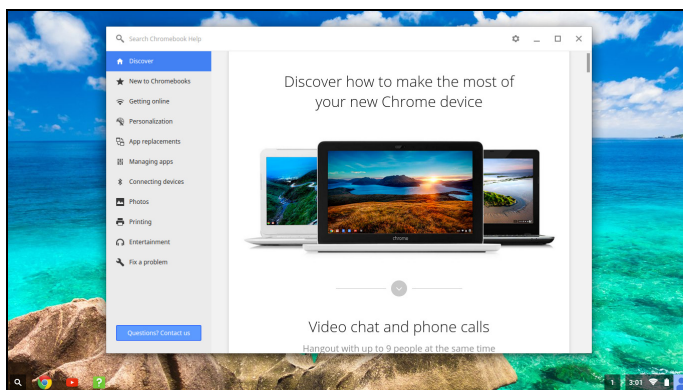 Search Chromebook Help
Discover
New to Chromebooks
Getting online
Personalization
App replacements
Managing apps
Connecting devices
Photos
Printing
Entertainment
Fix a problem
Questions? Contact us
Discover how to make the most of
your new Chrome device
chrome
Video chat and phone calls
Hangout with up to 9 people at the same time
1
3:01